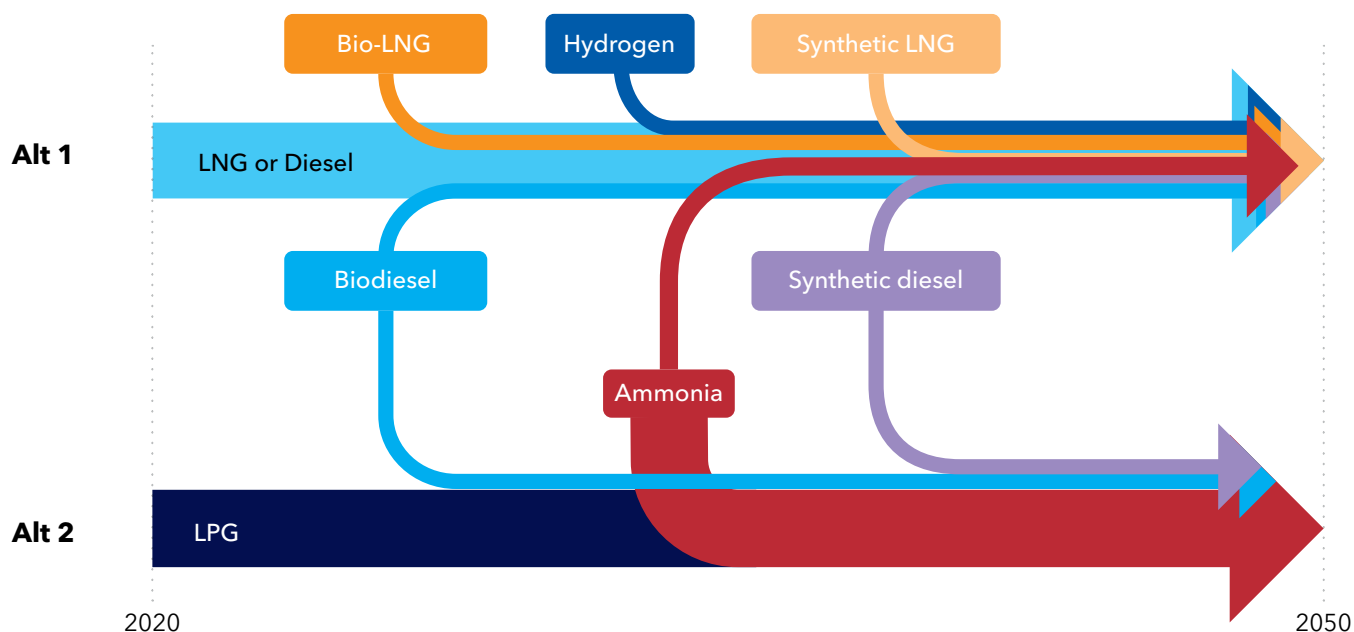 Bio-LNG
Hydrogen
Synthetic LNG
Alt 1
LNG or Diesel
Biodiesel
Synthetic diesel
Ammonia
Alt 2
LPG
2020
2050